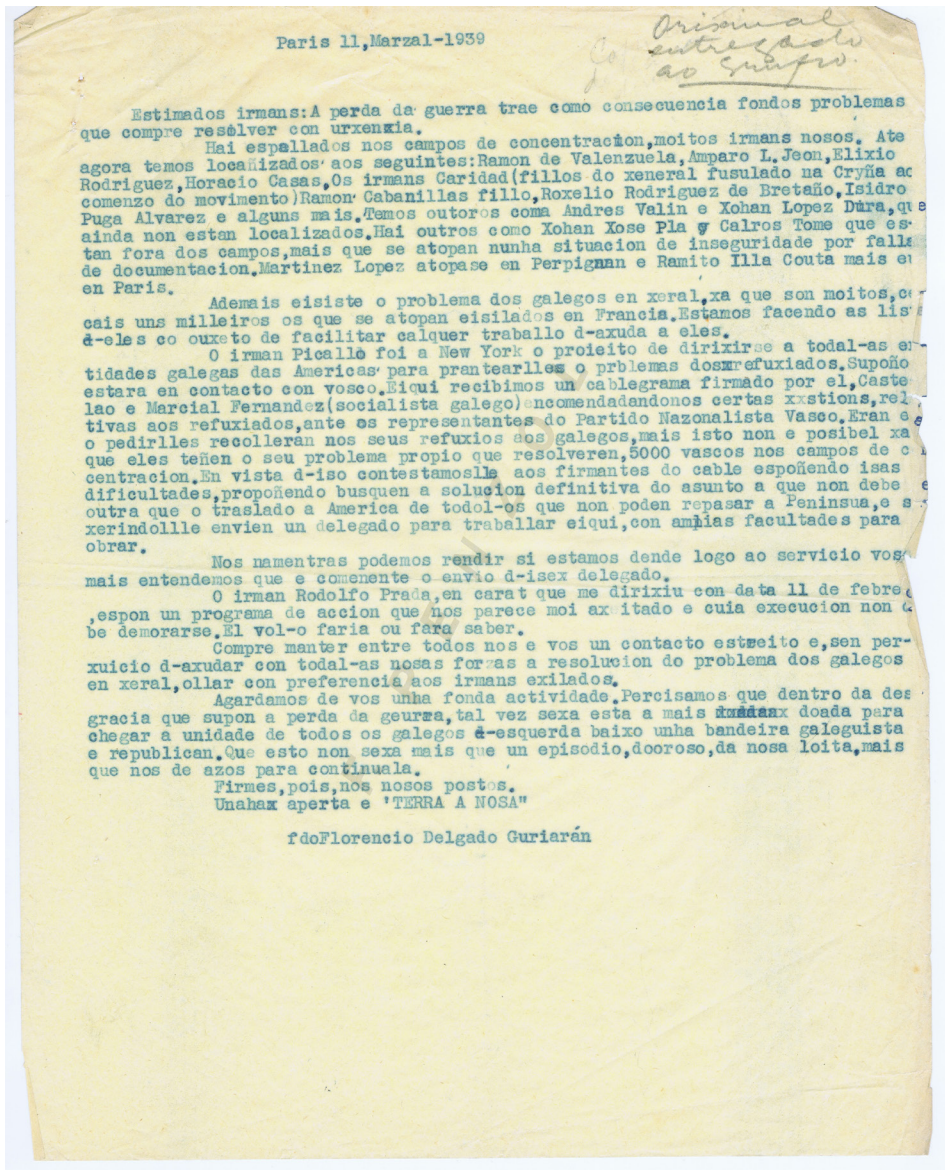 Orixinal
entregado
ao Grupo.
Paris 11,Marzal-1939
Estimados irmans:A perda da guerra trae como consecuencia fondos problemas
que compre resolver con urxenxia.
Hai espallados nos campos de concentracion,moitos irmans nosos. Ate
agora temos locañizados aos seguintes:Ramon de Valenzuela,Amparo L.Jeon,Elixio
Rodriguez,Horacio Casas,Os irmans Caridad(fillos do xeneral fusulado na Cryña ao
comenzo do movimento)Ramon Cabanillas fillo,Roxelio Rodriguez de Bretaño.Isidro
Puga Alvarez e alguns mais.Temos outoros coma Andres Valin e Xohan Lopez Dura,que
ainda non estan localizados.Hai outros como Xohan Xose Pla y Calros Tome que es-
tan fora dos campos,mais que se atopan nunha situacion de inseguridade por falla
de documentacion.Martinez Lopez atopase en Perpignan e Ramito Illa Couta mais eu
en Paris.
Ademais eisiste o problema dos galegos en xeral,xa que son moitos,ce
cais uns milleiros os que se atopan eisilados en Francia.Estamos facendo as lis
d-eles co ouxeto de facilitar calquer traballo d-axuda a eles.
O irman Picallo foi a New York o proieito de dirixirse a todal-as en
tidades galegas das Americas para prantearlles o prblemas dosxrefuxiados.Supoño
estara en contacto con vosco.Eiqui recibimos un cablegrama firmado por el,Caste
lao e Marcial Fernandez(socialista galego)encomendadandonos certas xxstions,rel
tivas aos refuxiados,ante os representantes do Partido Nazonalista Vasco.Eran e
o pedirlles recolleran nos seus refuxios dos galegos,mais isto non e posibel xa
que eles teñen o seu problema propio que resolveren,5000 vascos nos campos de c
centracion.En vista d-iso contestamoslle aos firmantes do cable espoñendo isas
dificultades,propoñendo busquen a solucion definitiva do asunto a que non debe
outra que o traslado a America de todol-os que non poden repasar a Peninsua,e s
xerindollle envien un delegado para traballar eiqui,con amplias facultades para
obrar.
Nos namentras podemos rendir si estamos dende logo ao servicio vos
mais entendemos que e comenente o envio d-isex delegado.
O irman Rodolfo Prada,en carat que me dirixiu con data 11 de febre
,espon un programa de accion que nos parece moi ax itado e cuia execucion non d
be demorarse.El vol-o faria ou fara saber.
Compre manter entre todos nos e vos un contacto estreito e,sen per-
xuicio d-axudar con todal-as nosas forzas a resolucion do problema dos galegos
en xeral,ollar con preferencia aos irmans exilados.
Agardamos de vos unha fonda actividade.Percisamos que dentro da des
gracia que supon a perda da geurra,tal vez sexa esta a mais doada para
chegar a unidade de todos os galegos d-esquerda baixo unha bandeira galeguista
e republican.Que esto non sexa mais que un episodio,dooroso,da nosa loita,mais
que nos de azos para continuala.
Firmes,pois,nos nosos postos.
Unahax aperta e 'TERRA A NOSA"
fdoFlorencio Delgado Guriarán